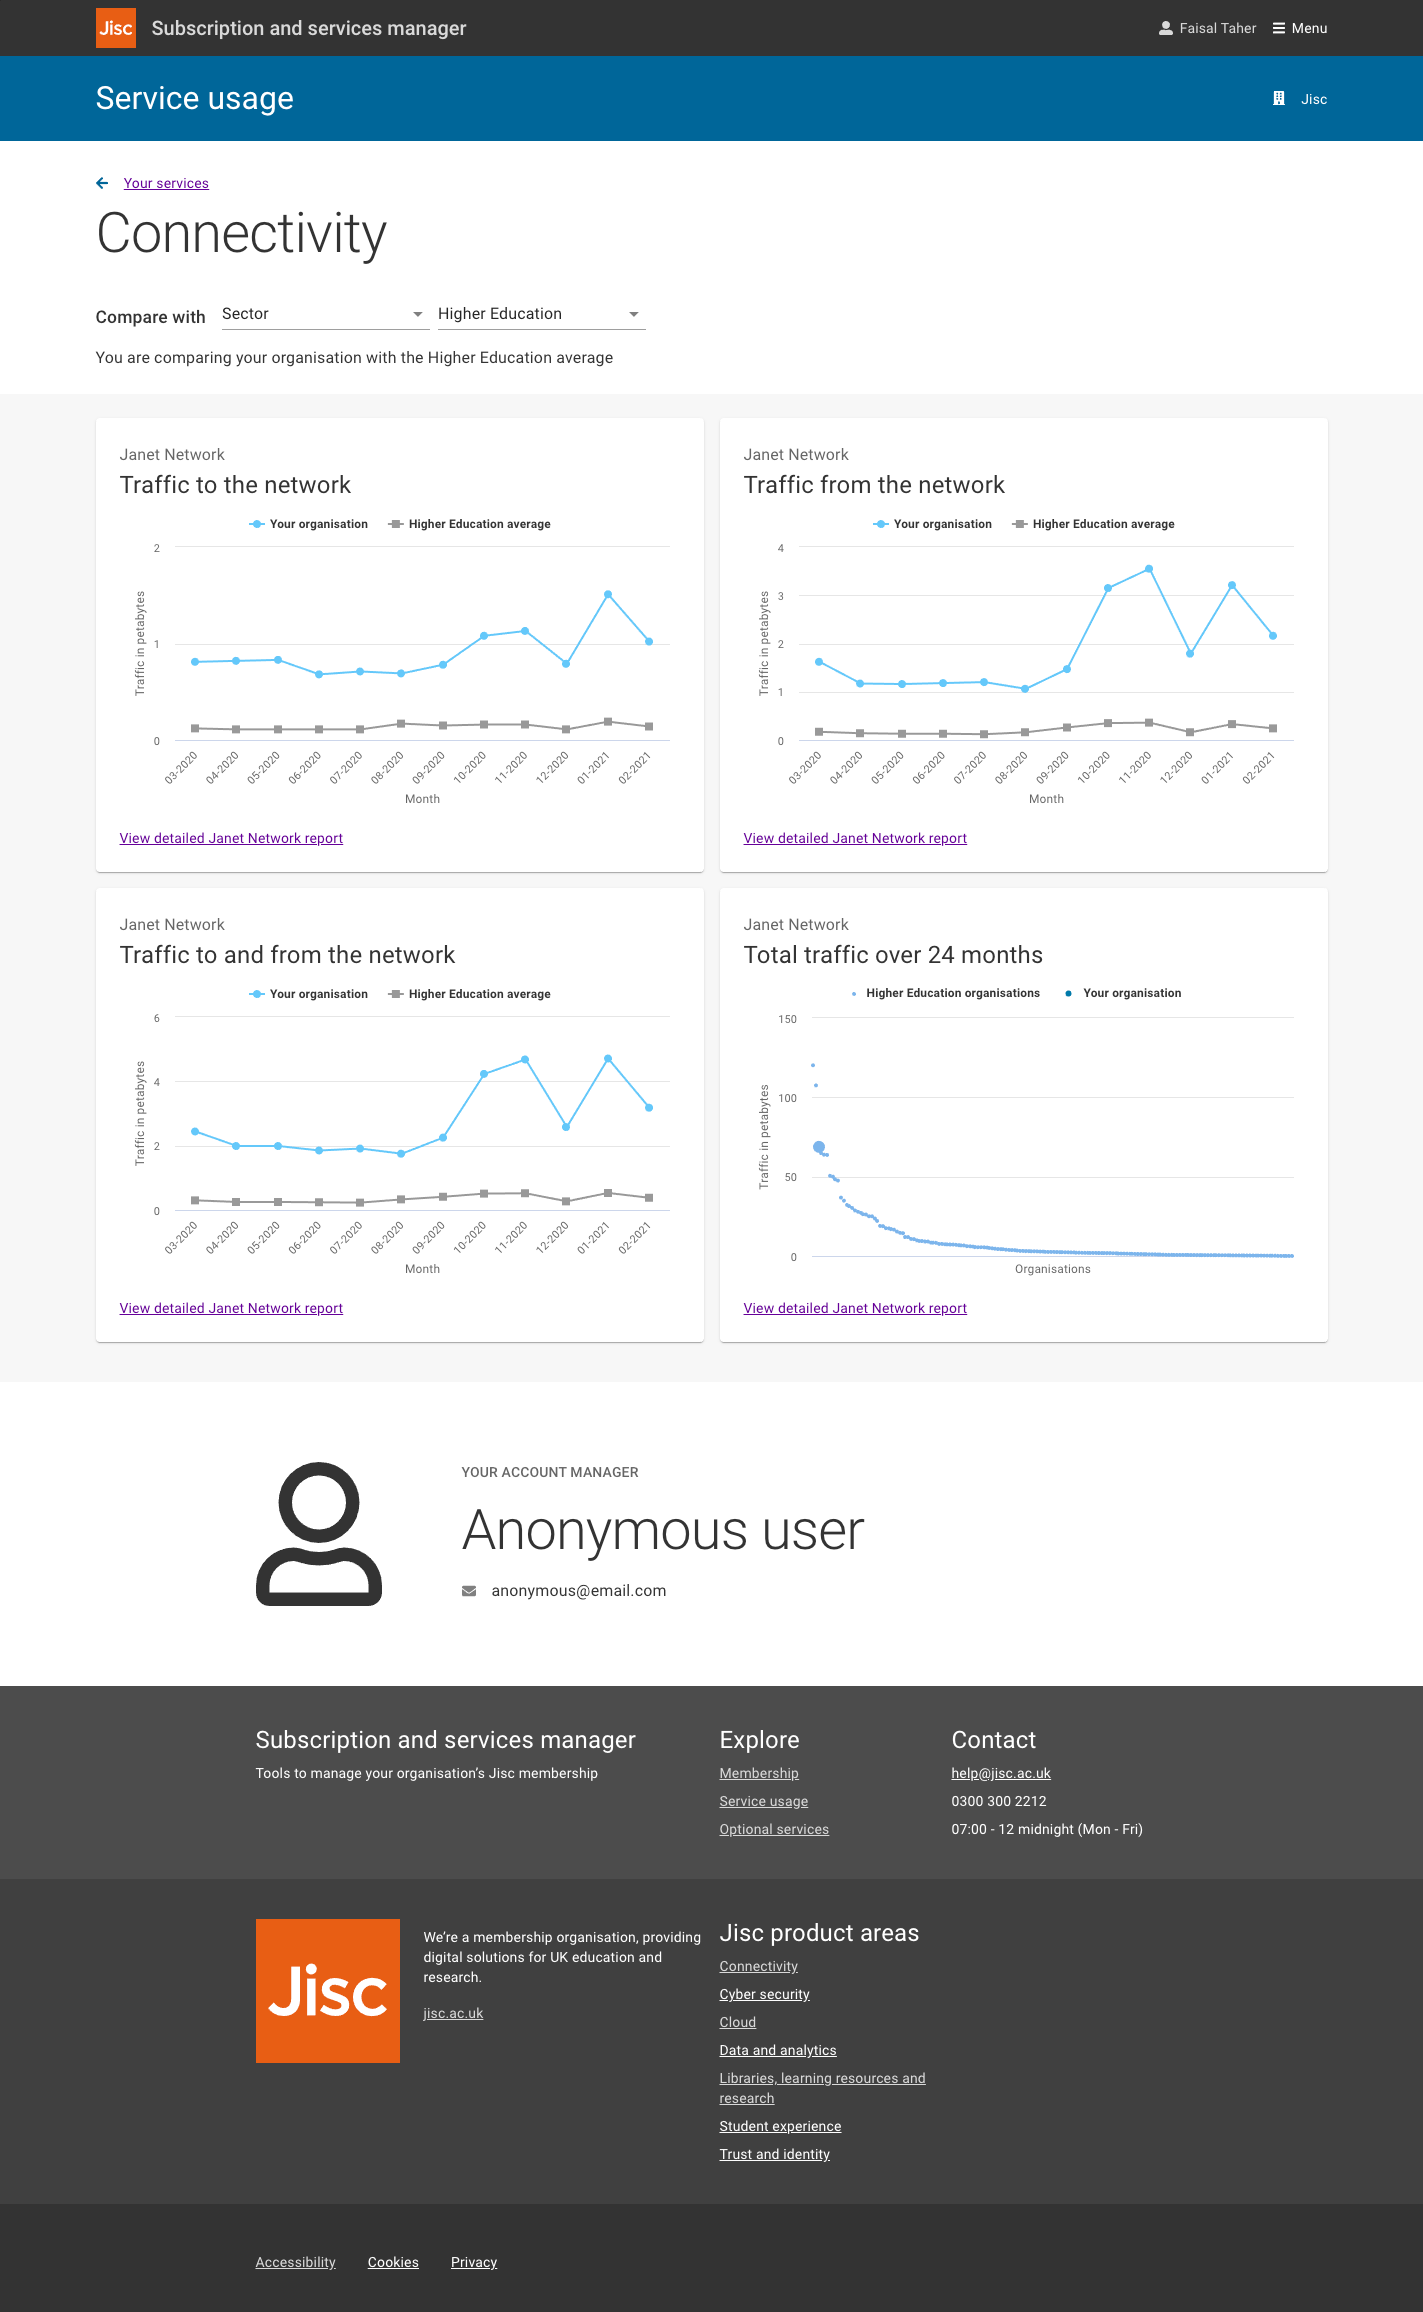 Jisc Subscription and services manager Faisal Taher Menu
Service usage Jisc
Your services
Connectivity
Compare with Sector Higher Education
You are comparing your organisation with the Higher Education average
Janet Network
Traffic to the network
Your organisation Higher Education average
2
1
0
Traffic in petabytes
03-2020 04-2020 05-2020 06-2020 07-2020 08-2020 09-2020 10-2020 11-2020 12-2020 01-2021 02-2021
Month
View detailed Janet Network report
Janet Network
Traffic from the network
Your organisation Higher Education average
4
3
2
1
0
Traffic in petabytes
03-2020 04-2020 05-2020 06-2020 07-2020 08-2020 09-2020 10-2020 11-2020 12-2020 01-2021 02-2021
Month
View detailed Janet Network report
Janet Network
Traffic to and from the network
Your organisation Higher Education average
6
4
2
0
Traffic in petabytes
03-2020 04-2020 05-2020 06-2020 07-2020 08-2020 09-2020 10-2020 11-2020 12-2020 01-2021 02-2021
Month
View detailed Janet Network report
Janet Network
Total traffic over 24 months
Higher Education organisations Your organisation
150
100
50
0
Traffic in petabytes
Organisations
View detailed Janet Network report
YOUR ACCOUNT MANAGER
Anonymous user
anonymous@email.com
Subscription and services manager
Tools to manage your organisation's Jisc membership
Explore
Membership
Service usage
Optional services
Contact
help@jisc.ac.uk
0300 300 2212
07:00 - 12 midnight (Mon - Fri)
Jisc
We're a membership organisation, providing
digital solutions for UK education and
research.
jisc.ac.uk
Jisc product areas
Connectivity
Cyber security
Cloud
Data and analytics
Libraries, learning resources and
research
Student experience
Trust and identity
Accessibility Cookies Privacy